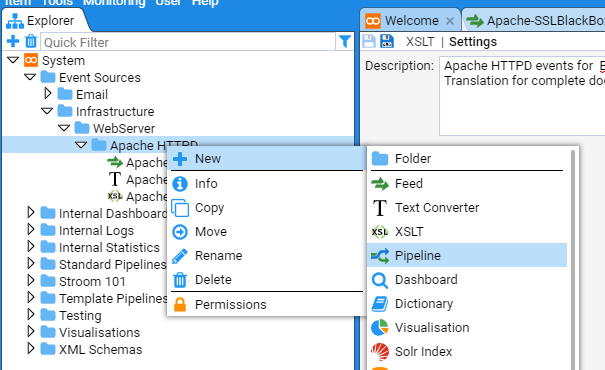 Item Tools Monitoring User Help
Explorer
Welcome × Apache-SSLBlackBo
Quick Filter
XSLT | Settings
System
Description: Apache HTTPD events for
Translation for complete do
Event Sources
Email
Infrastructure
WebServer
Apache HTTPD
Apache
Apache
Apache
Internal Dashboard
Internal Logs
Internal Statistics
Standard Pipelines
Stroom 101
Template Pipelines
Testing
Visualisations
XML Schemas
New
Info
Copy
Move
Rename
Delete
Permissions
Folder
Feed
T Text Converter
XSL XSLT
Pipeline
Dashboard
Dictionary
Visualisation
Solr Index